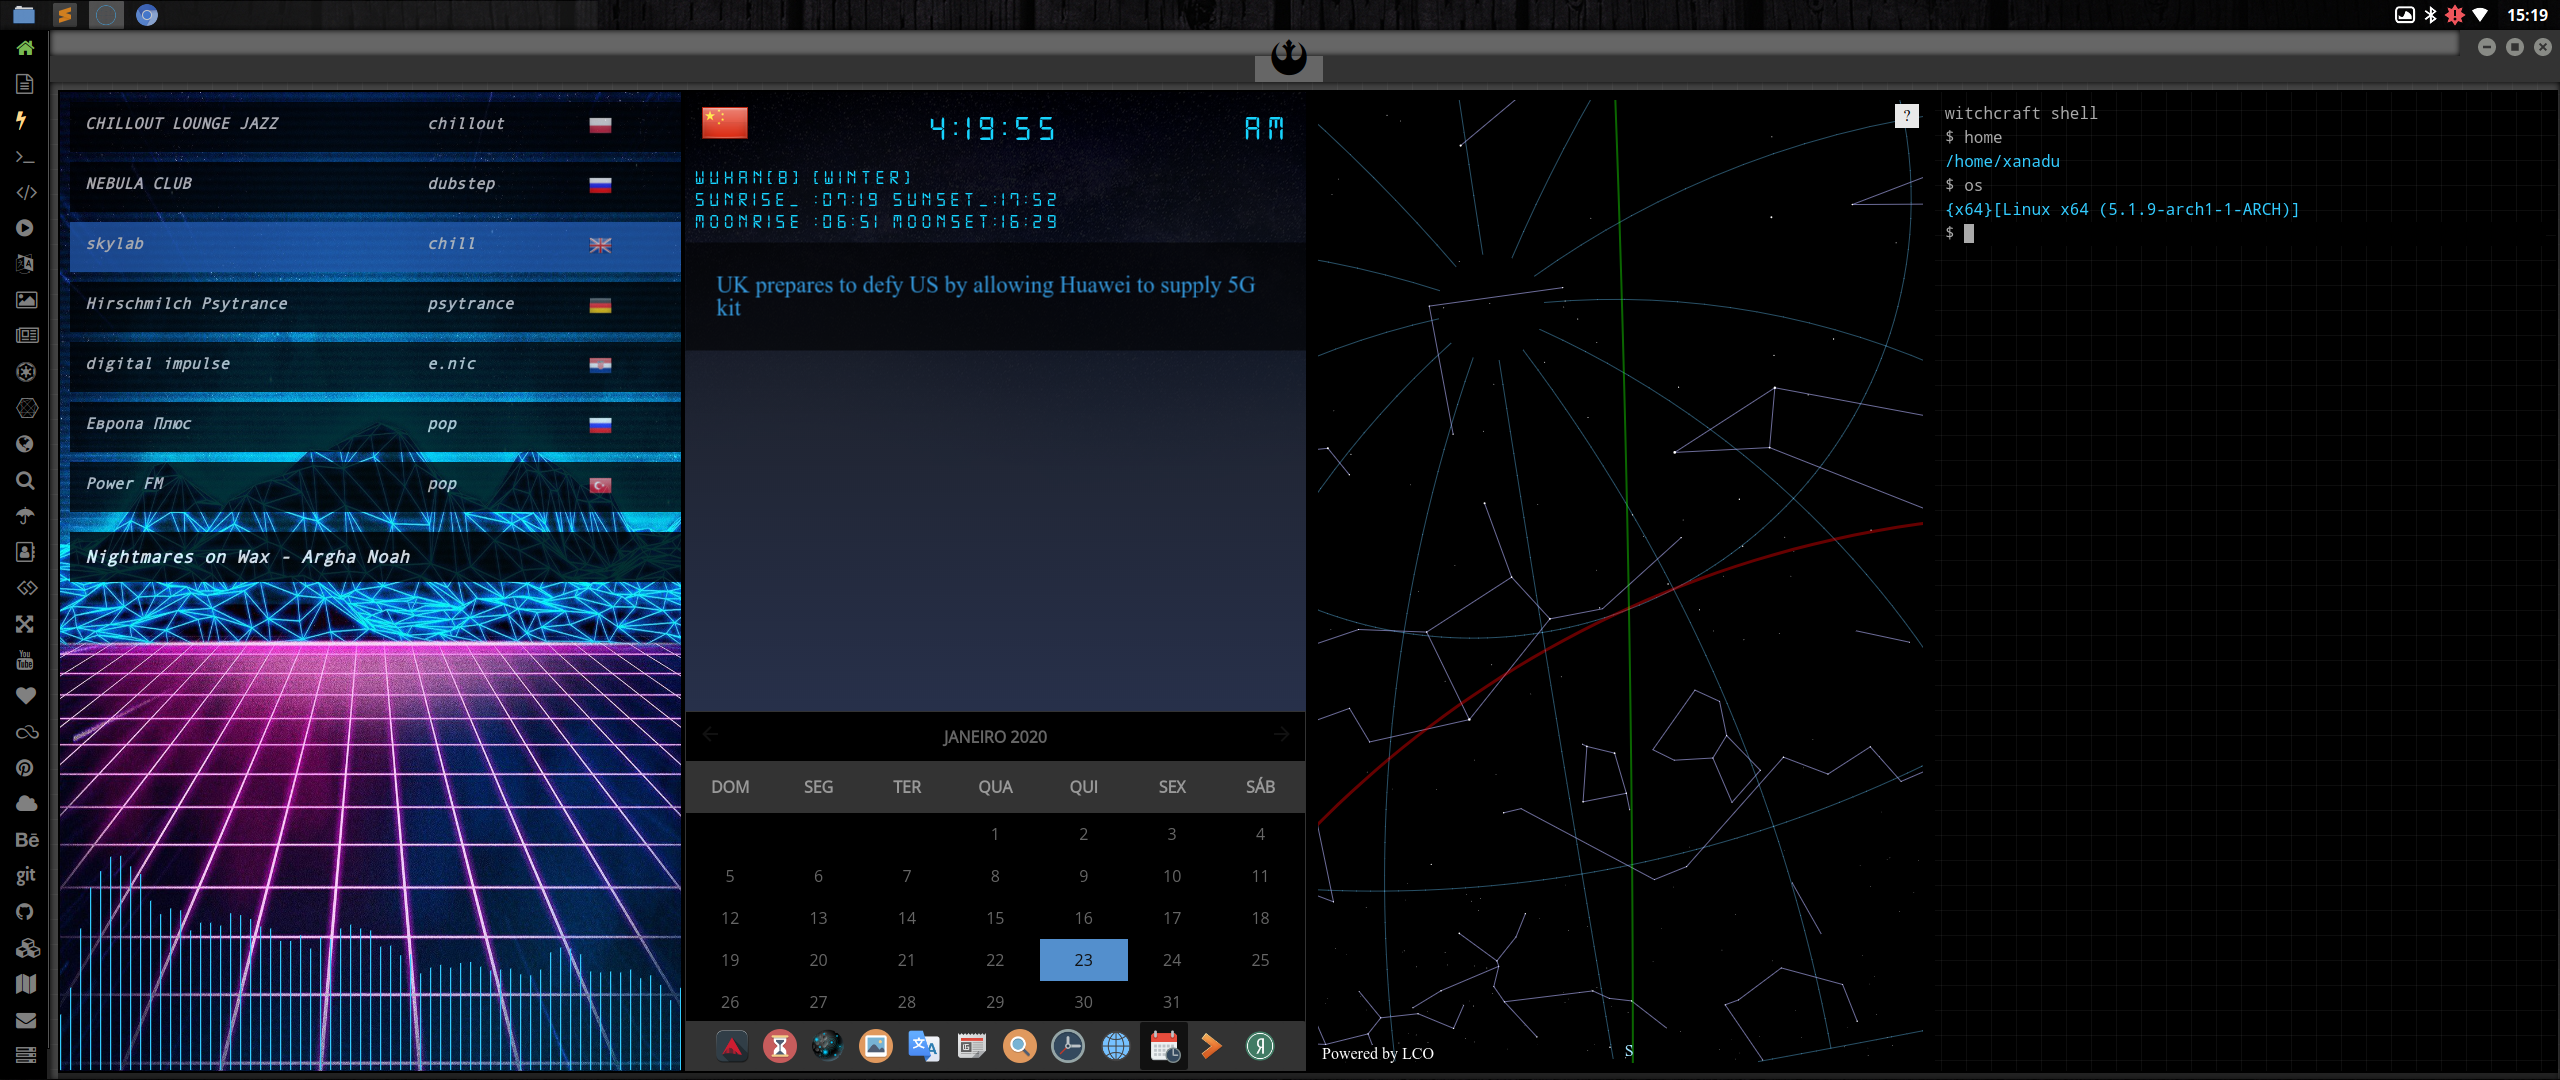 15:19
CHILLOUT LOUNGE JAZZ chillout
NEBULA CLUB dubstep
skylab chill
Hirschmilch Psytrance psytrance
digital impulse e.nic
Европа Плюс pop
Power FM pop
Nightmares on Wax - Argha Noah
You
Tube
Bē
git
4:19:55 AM
WUHAN[8] [WINTER]
SUNRISE_ :07:19 SUNSET_:17:52
MOONRISE :06:51 MOONSET:16:29
UK prepares to defy US by allowing Huawei to supply 5G
kit
JANEIRO 2020
DOM SEG TER QUA QUI SEX SÁB
1 2 3 4
5 6 7 8 9 10 11
12 13 14 15 16 17 18
19 20 21 22 23 24 25
26 27 28 29 30 31
文 A
Я
?
Powered by LCO
S
witchcraft shell
$ home
/home/xanadu
$ os
{x64}[Linux x64 (5.1.9-arch1-1-ARCH)]
$